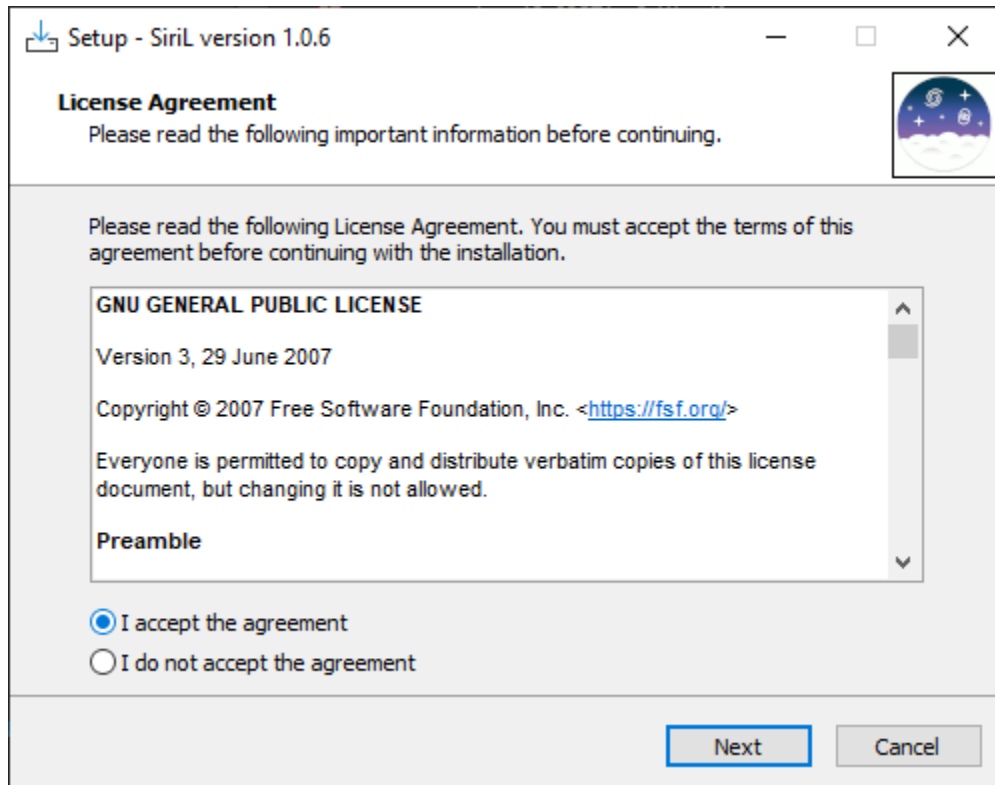 Setup - SiriL version 1.0.6
License Agreement
Please read the following important information before continuing.
Please read the following License Agreement. You must accept the terms of this
agreement before continuing with the installation.
GNU GENERAL PUBLIC LICENSE
Version 3, 29 June 2007
Copyright © 2007 Free Software Foundation, Inc. <https://fsf.org/>
Everyone is permitted to copy and distribute verbatim copies of this license
document, but changing it is not allowed.
Preamble
I accept the agreement
I do not accept the agreement
Next Cancel